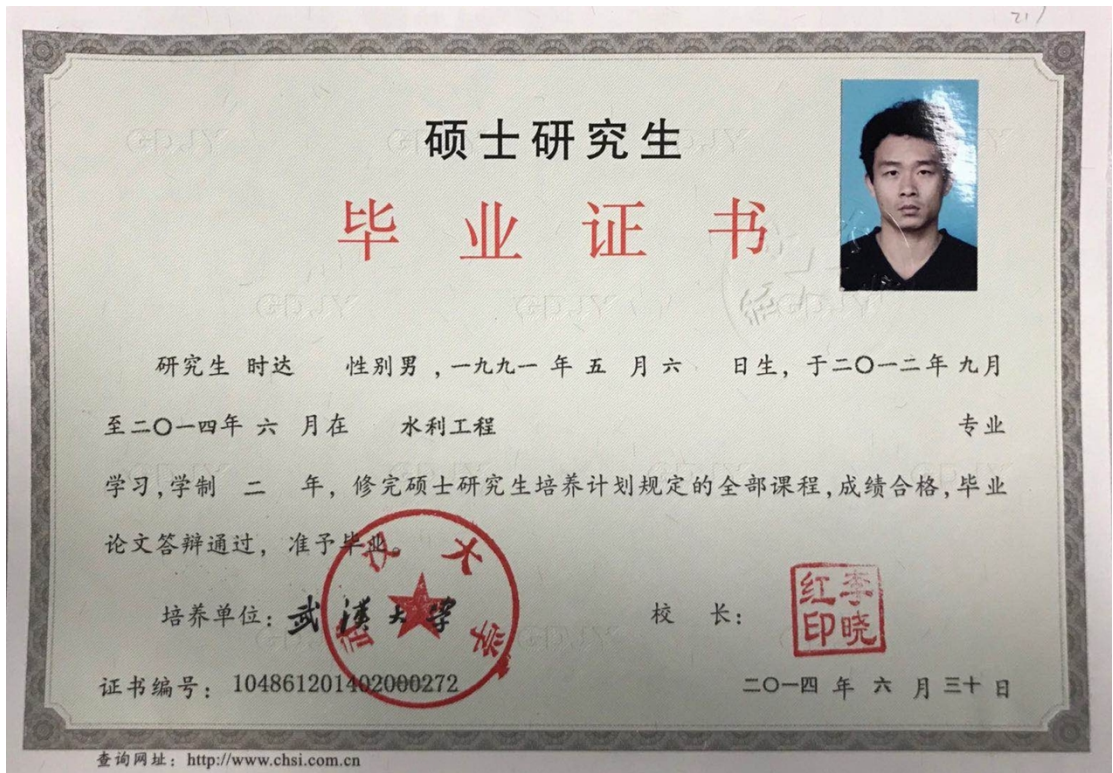 21/
硕士研究生
毕业证书
研究生 时达 性别男 ,一九九一 年 五 月 六 日生, 于二〇一二年 九月
至二〇一四年 六 月在 水利工程 专业
学习,学制 二 年, 修完硕士研究生培养计划规定的全部课程,成绩合格,毕业
论文答辩通过, 准予毕业。
武汉大学
培养单位: 武漢大学
校 长:
李晓红印
证书编号: 104861201402000272
二〇一四 年 六 月 三十 日
查询网址: http://www.chsi.com.cn
GDJY